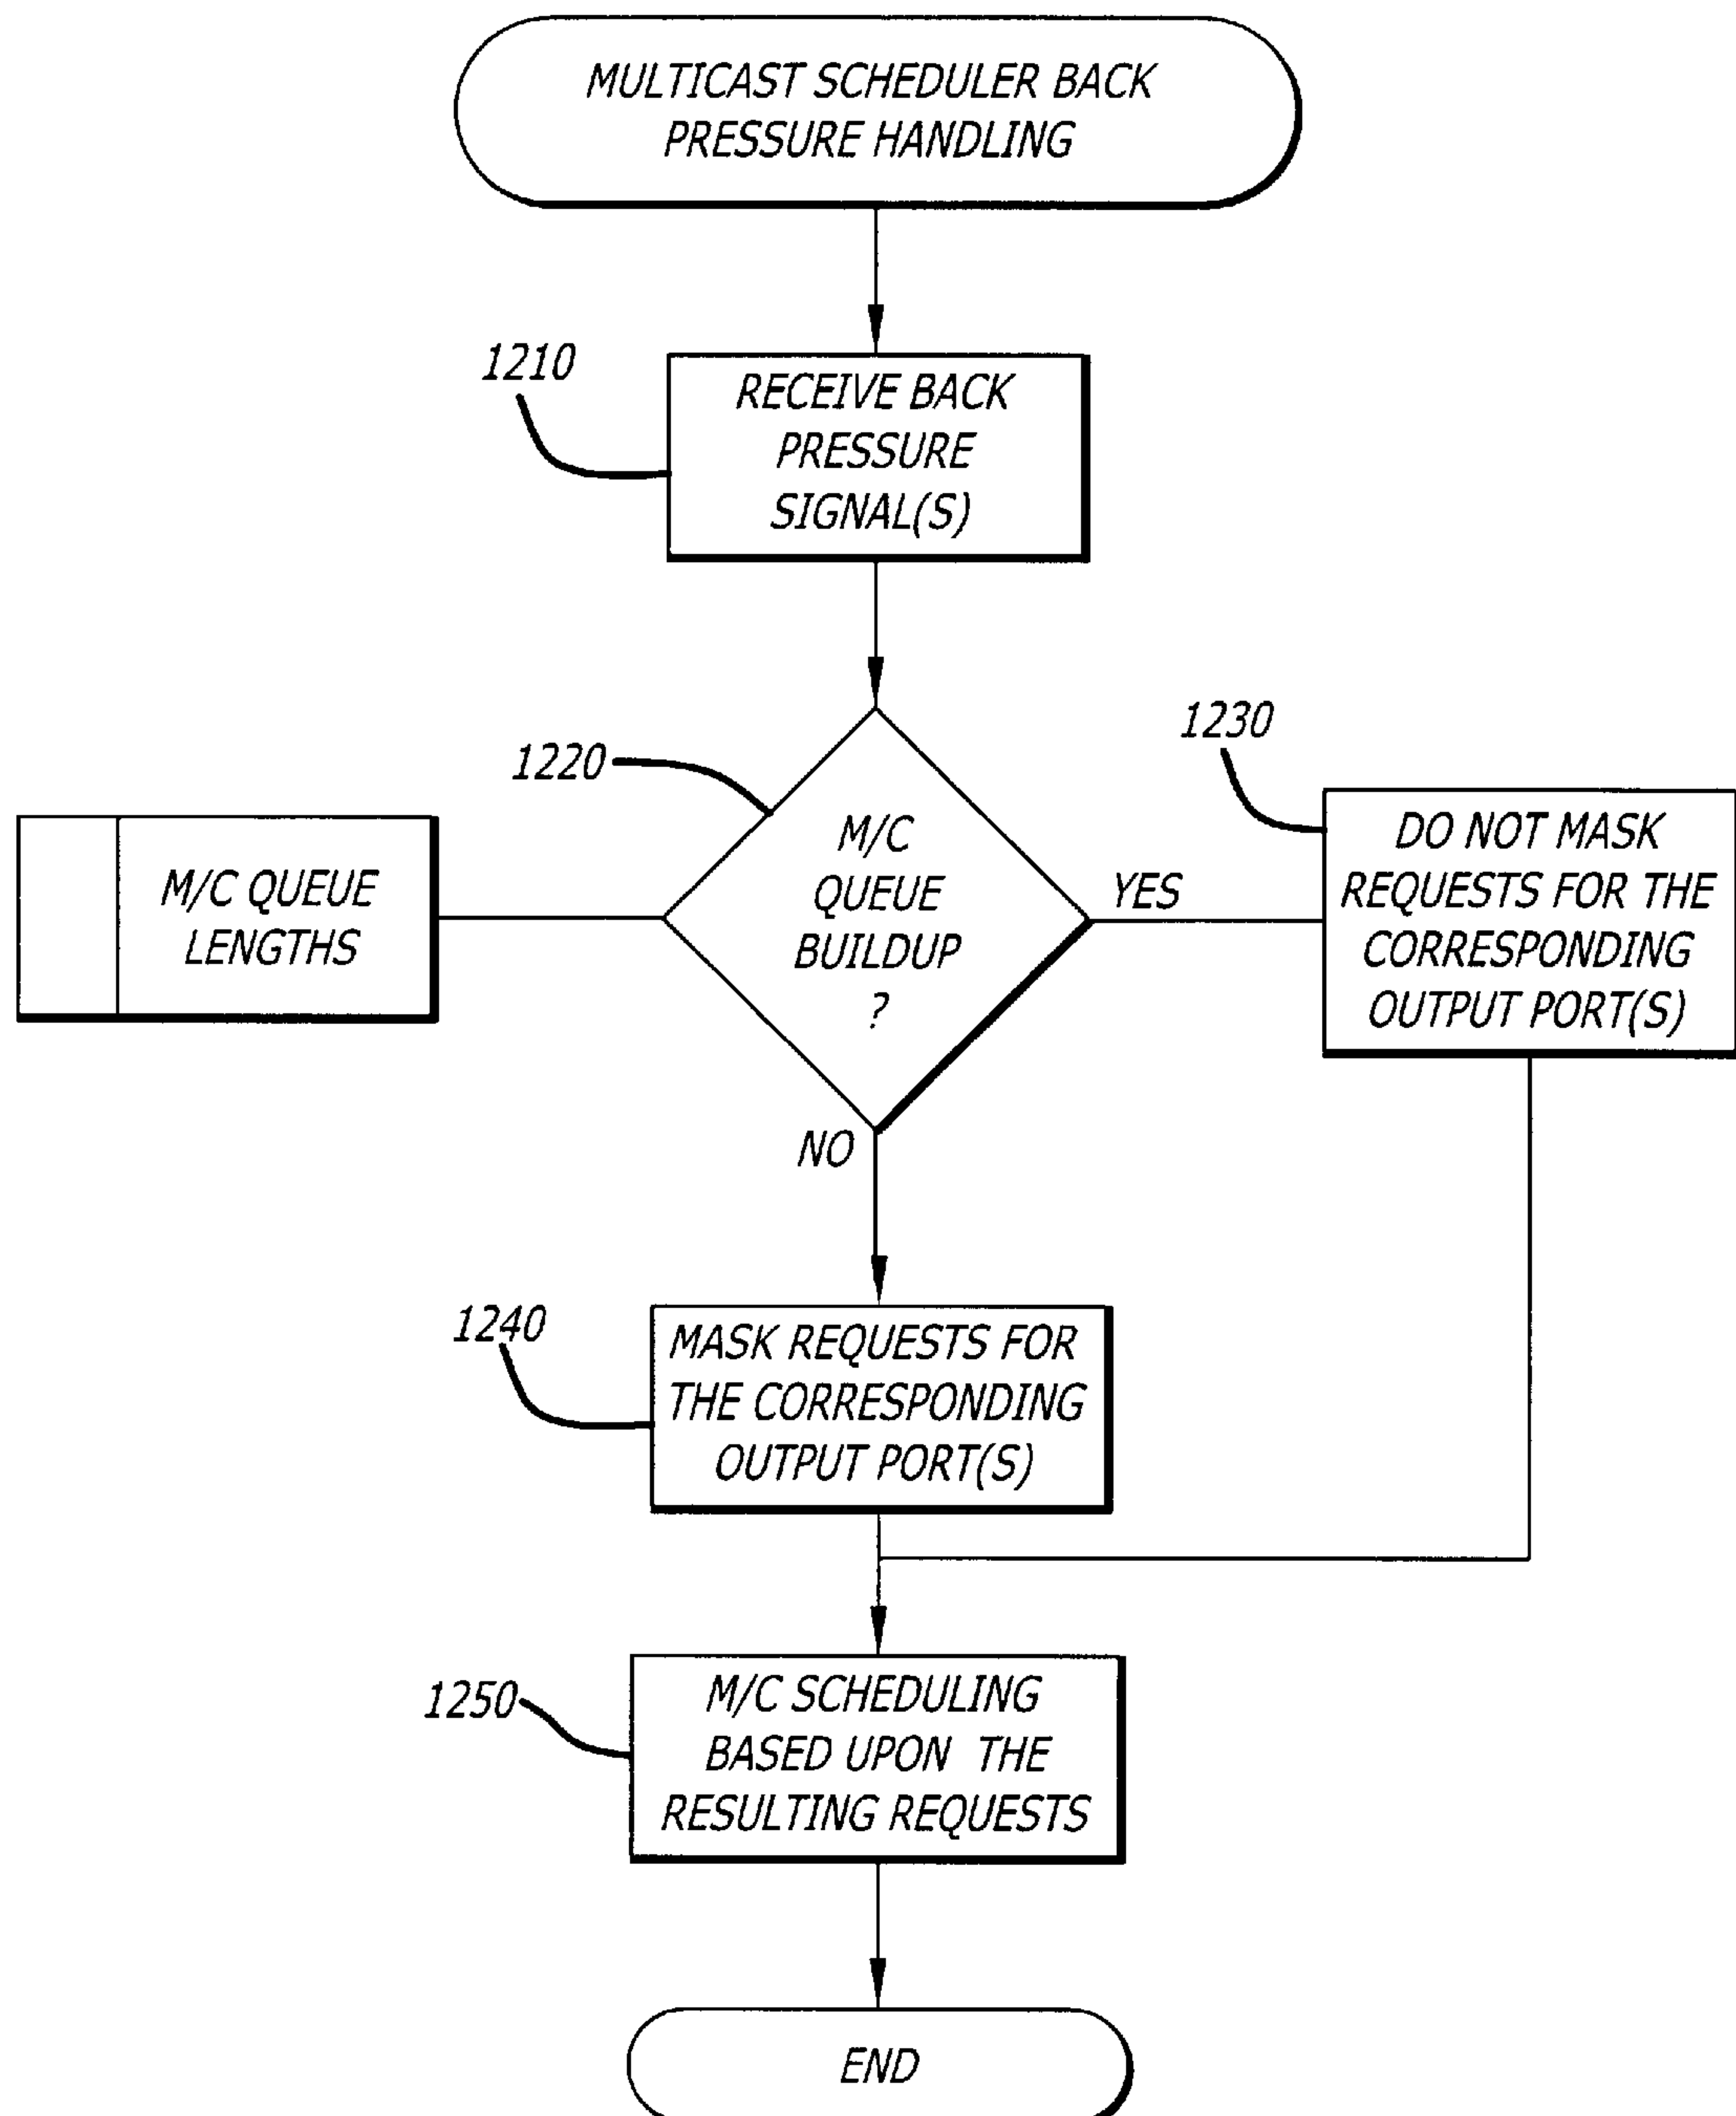 MULTICAST SCHEDULER BACK
PRESSURE HANDLING
1210
RECEIVE BACK
PRESSURE
SIGNAL(S)
1220
M/C
QUEUE
BUILDUP
?
M/C QUEUE
LENGTHS
YES
1230
DO NOT MASK
REQUESTS FOR THE
CORRESPONDING
OUTPUT PORT(S)
NO
1240
MASK REQUESTS FOR
THE CORRESPONDING
OUTPUT PORT(S)
1250
M/C SCHEDULING
BASED UPON THE
RESULTING REQUESTS
END